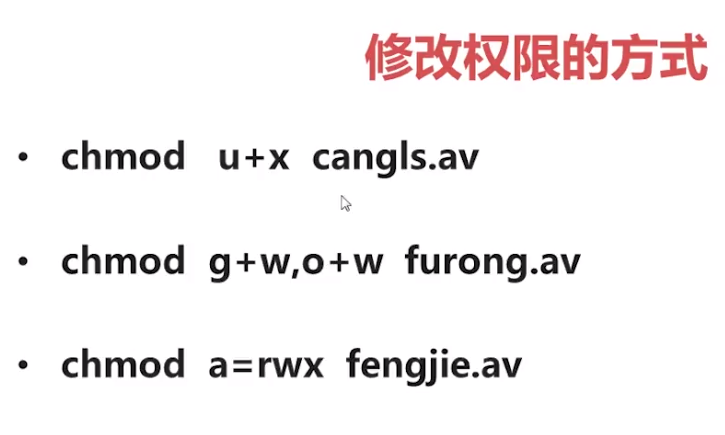 修改权限的方式
• chmod u+x cangls.av
• chmod g+w,o+w furong.av
• chmod a=rwx fengjie.av